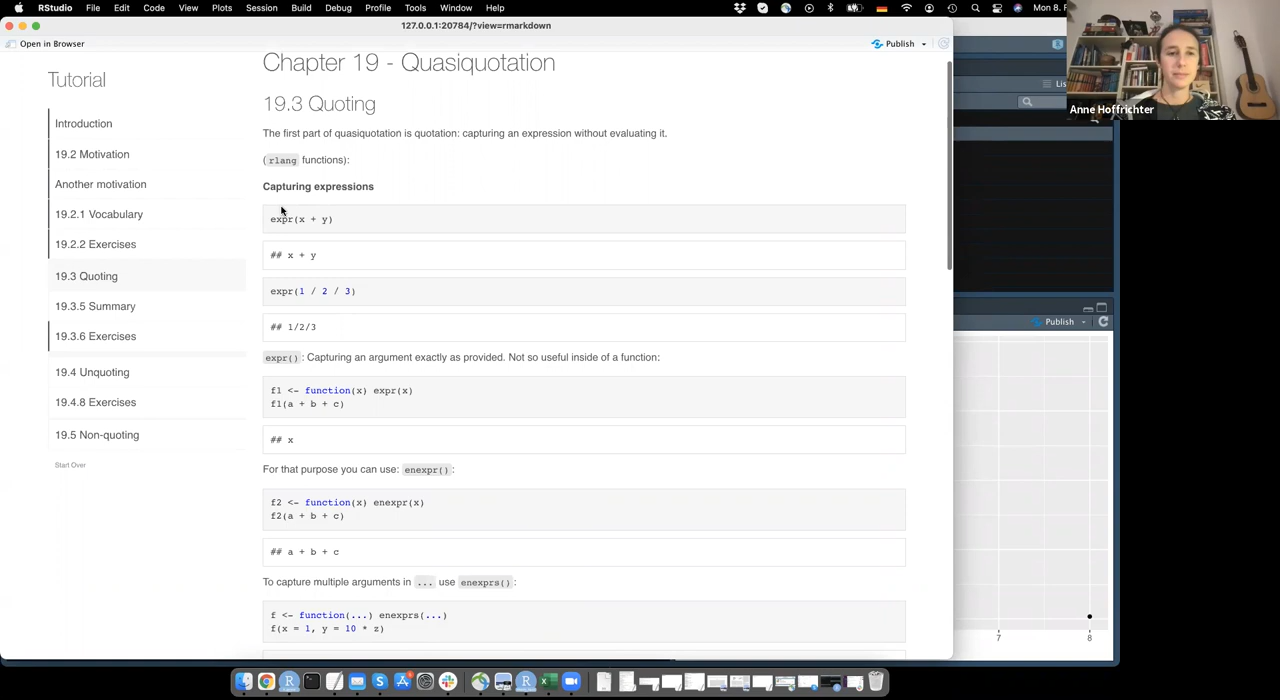 RStudio File Edit Code View Plots Session Build Debug Profile Tools Window Help Mon 8. F
127.0.0.1:20784/?view=rmarkdown
Open in Browser
Publish
Lis
Anne Hoffrichter
Tutorial
Introduction
19.2 Motivation
Another motivation
19.2.1 Vocabulary
19.2.2 Exercises
19.3 Quoting
19.3.5 Summary
19.3.6 Exercises
19.4 Unquoting
19.4.8 Exercises
19.5 Non-quoting
Start Over
Chapter 19 - Quasiquotation
19.3 Quoting
The first part of quasiquotation is quotation: capturing an expression without evaluating it.
( rlang functions):
Capturing expressions
expr(x + y)
## x + y
expr(1 / 2 / 3)
## 1/2/3
expr() : Capturing an argument exactly as provided. Not so useful inside of a function:
f1 <- function(x) expr(x)
f1(a + b + c)
## x
For that purpose you can use: enexpr() :
f2 <- function(x) enexpr(x)
f2(a + b + c)
## a + b + c
To capture multiple arguments in ... use enexprs() :
f <- function(...) enexprs(...)
f(x = 1, y = 10 * z)
Publish
7
8